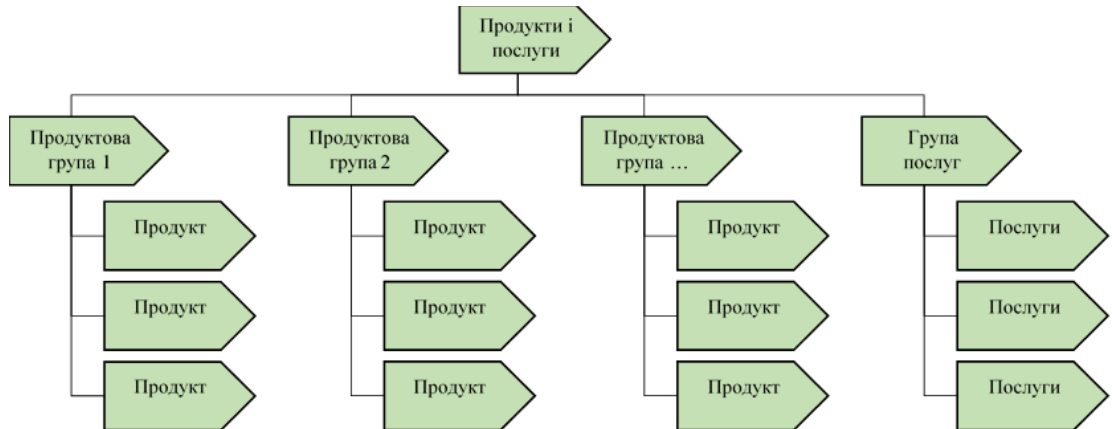 Продукти і
послуги
Продуктова
група 1
Продуктова
група 2
Продуктова
група …
Група
послуг
Продукт
Продукт
Продукт
Послуги
Продукт
Продукт
Продукт
Послуги
Продукт
Продукт
Продукт
Послуги